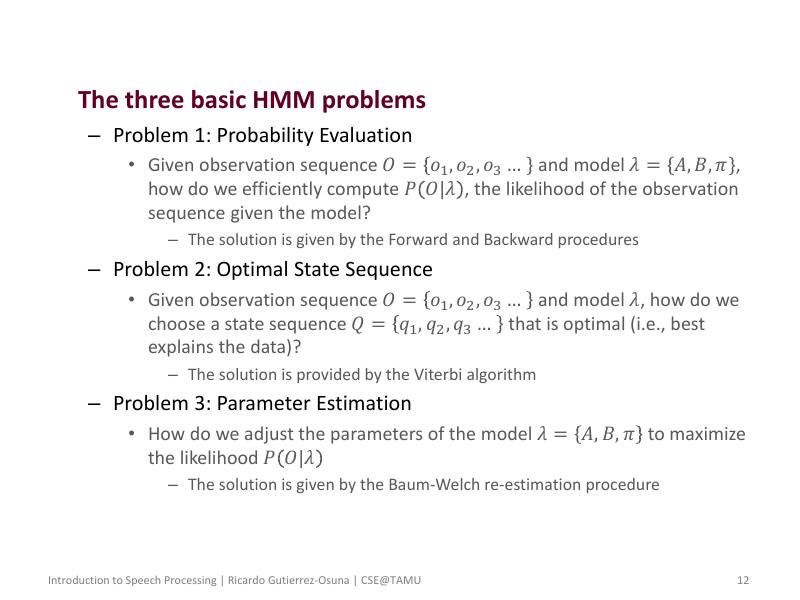 The three basic HMM problems
– Problem 1: Probability Evaluation
• Given observation sequence 𝑂 = {𝑜₁, 𝑜₂, 𝑜₃ … } and model 𝜆 = {𝐴, 𝐵, 𝜋},
how do we efficiently compute 𝑃(𝑂|𝜆), the likelihood of the observation
sequence given the model?
– The solution is given by the Forward and Backward procedures
– Problem 2: Optimal State Sequence
• Given observation sequence 𝑂 = {𝑜₁, 𝑜₂, 𝑜₃ … } and model 𝜆, how do we
choose a state sequence 𝑄 = {𝑞₁, 𝑞₂, 𝑞₃ … } that is optimal (i.e., best
explains the data)?
– The solution is provided by the Viterbi algorithm
– Problem 3: Parameter Estimation
• How do we adjust the parameters of the model 𝜆 = {𝐴, 𝐵, 𝜋} to maximize
the likelihood 𝑃(𝑂|𝜆)
– The solution is given by the Baum-Welch re-estimation procedure
Introduction to Speech Processing | Ricardo Gutierrez-Osuna | CSE@TAMU
12